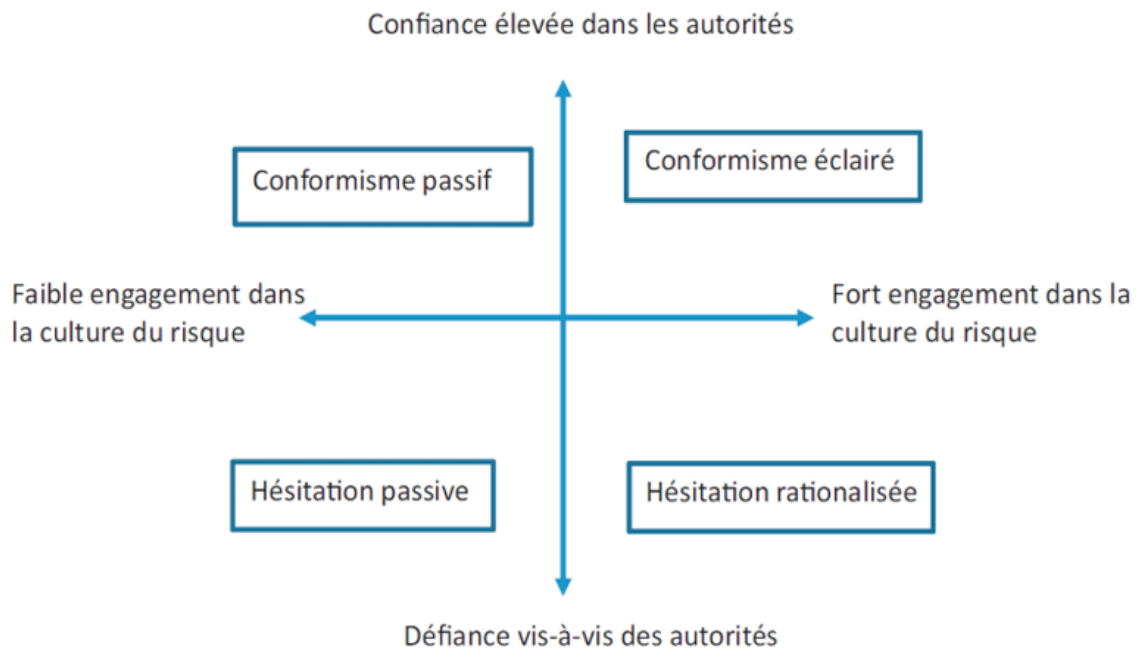 Confiance élevée dans les autorités
Conformisme passif
Conformisme éclairé
Faible engagement dans
la culture du risque
Fort engagement dans la
culture du risque
Hésitation passive
Hésitation rationalisée
Défiance vis-à-vis des autorités